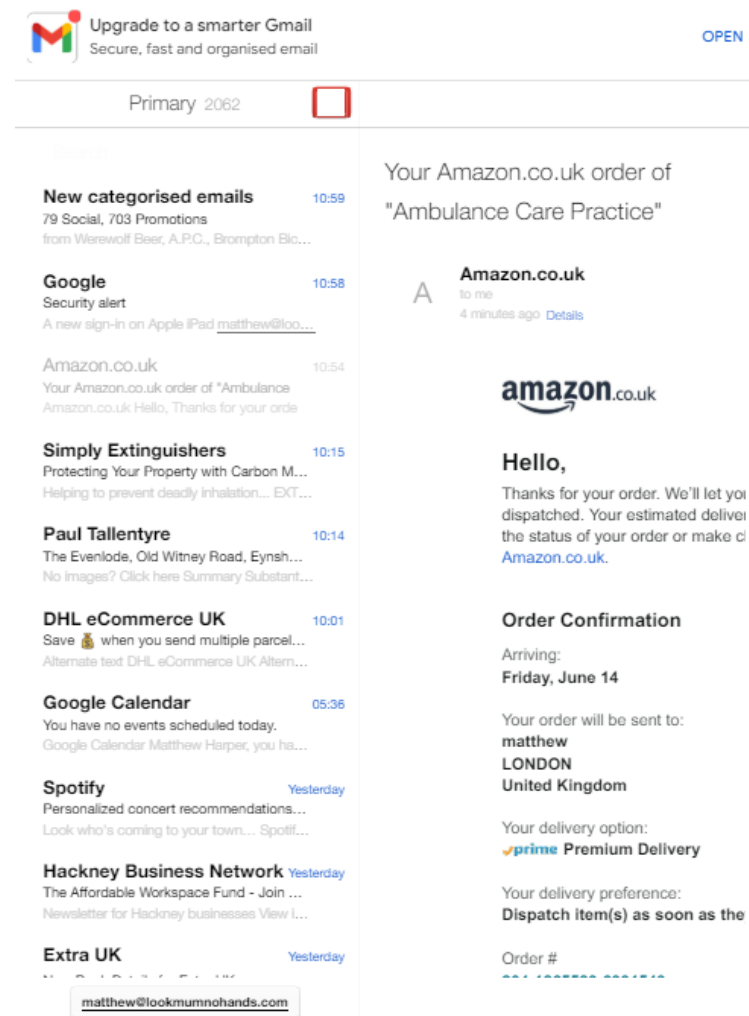 Upgrade to a smarter Gmail
Secure, fast and organised email
OPEN
Primary 2062
New categorised emails 10:59
79 Social, 703 Promotions
from Werewolf Beer, A.P.C., Brompton Bic...
Google 10:58
Security alert
A new sign-in on Apple iPad matthew@loo...
Amazon.co.uk 10:54
Your Amazon.co.uk order of "Ambulance
Amazon.co.uk Hello, Thanks for your orde
Simply Extinguishers 10:15
Protecting Your Property with Carbon M...
Helping to prevent deadly inhalation... EXT...
Paul Tallentyre 10:14
The Evenlode, Old Witney Road, Eynsh...
No images? Click here Summary Substant...
DHL eCommerce UK 10:01
Save 💰 when you send multiple parcel...
Alternate text DHL eCommerce UK Altern...
Google Calendar 05:36
You have no events scheduled today.
Google Calendar Matthew Harper, you ha...
Spotify Yesterday
Personalized concert recommendations...
Look who's coming to your town... Spotif...
Hackney Business Network Yesterday
The Affordable Workspace Fund - Join ...
Newsletter for Hackney businesses View i...
Extra UK Yesterday
matthew@lookmumnohands.com
Your Amazon.co.uk order of
"Ambulance Care Practice"
A
Amazon.co.uk
to me
4 minutes ago Details
amazon.co.uk
Hello,
Thanks for your order. We'll let you
dispatched. Your estimated deliver
the status of your order or make
Amazon.co.uk.
Order Confirmation
Arriving:
Friday, June 14
Your order will be sent to:
matthew
LONDON
United Kingdom
Your delivery option:
prime Premium Delivery
Your delivery preference:
Dispatch item(s) as soon as the
Order #